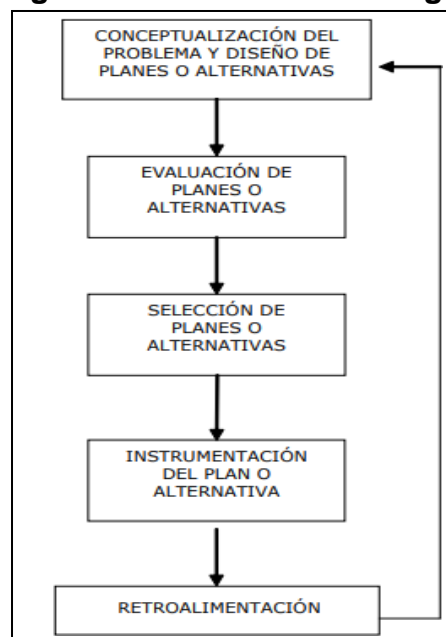 CONCEPTUALIZACIÓN DEL
PROBLEMA Y DISEÑO DE
PLANES O ALTERNATIVAS
EVALUACIÓN DE
PLANES O
ALTERNATIVAS
SELECCIÓN DE
PLANES O
ALTERNATIVAS
INSTRUMENTACIÓN
DEL PLAN O
ALTERNATIVA
RETROALIMENTACIÓN